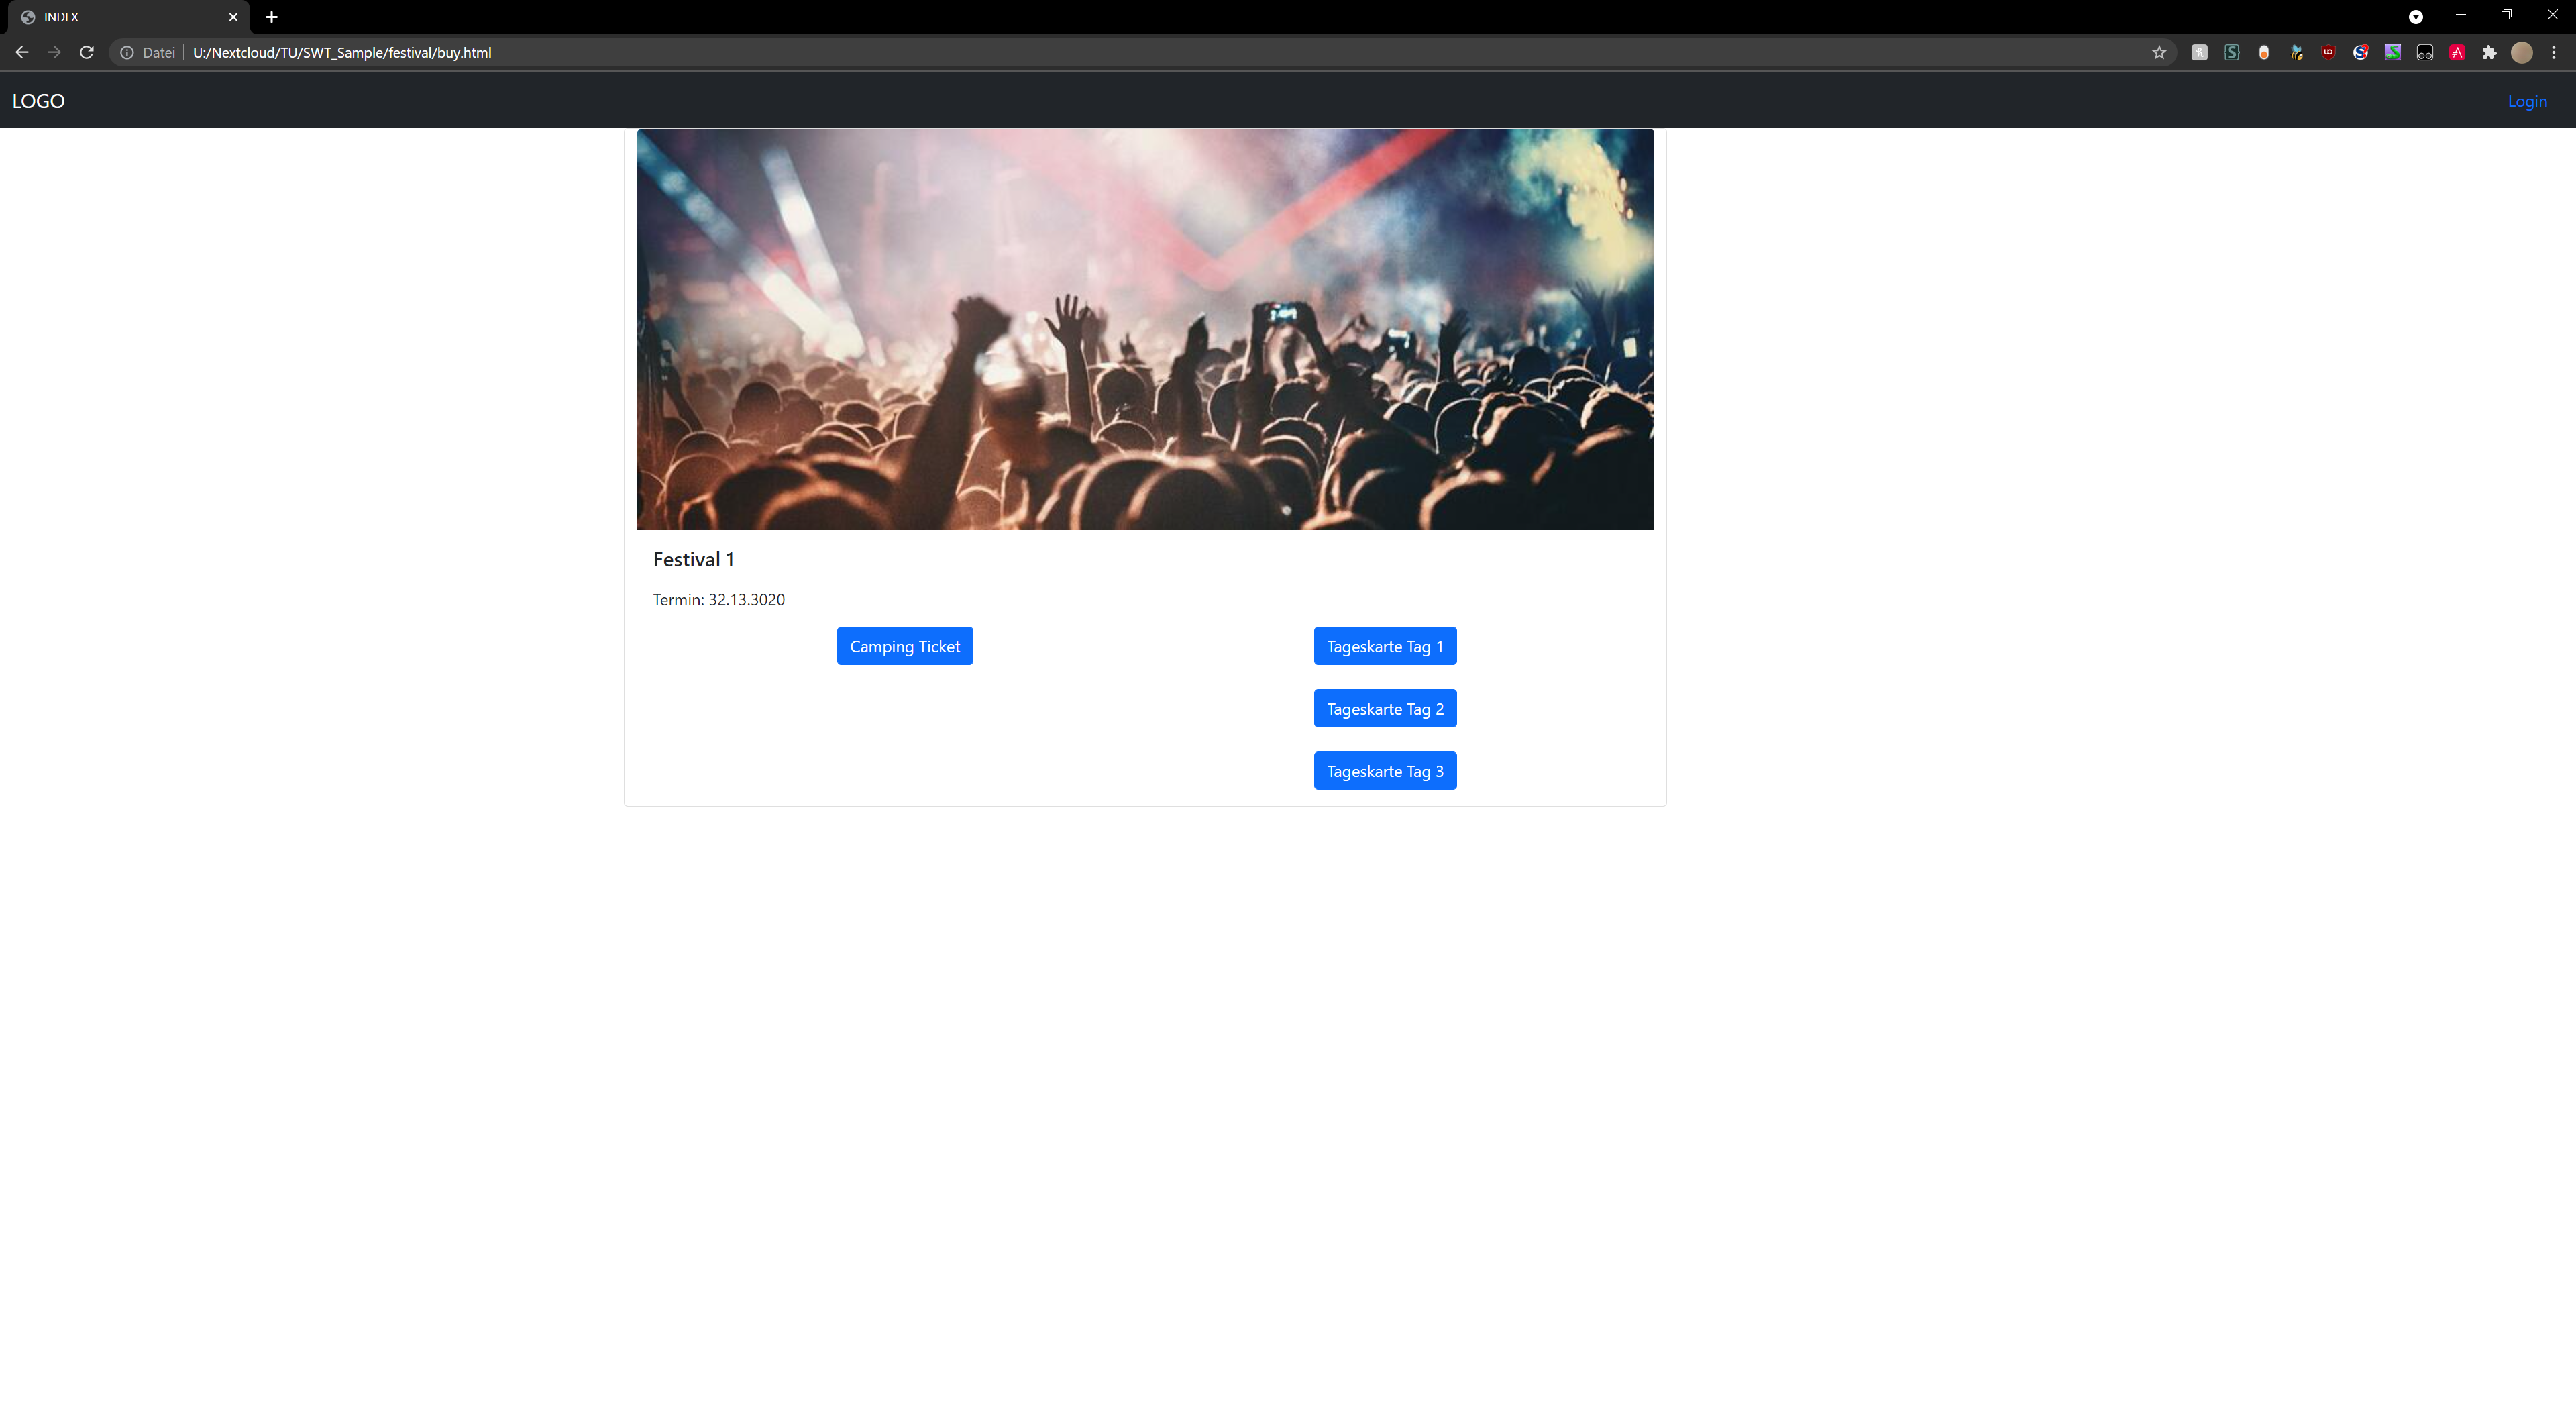 INDEX
Datei U:/Nextcloud/TU/SWT_Sample/festival/buy.html
LOGO
Login
Festival 1
Termin: 32.13.3020
Camping Ticket
Tageskarte Tag 1
Tageskarte Tag 2
Tageskarte Tag 3